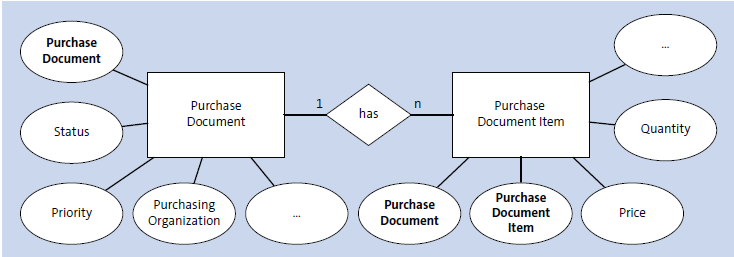 Purchase
Document
Status
Priority
Purchasing
Organization
...
Purchase
Document
1
has
n
Purchase
Document Item
...
Quantity
Purchase
Document
Purchase
Document
Item
Price